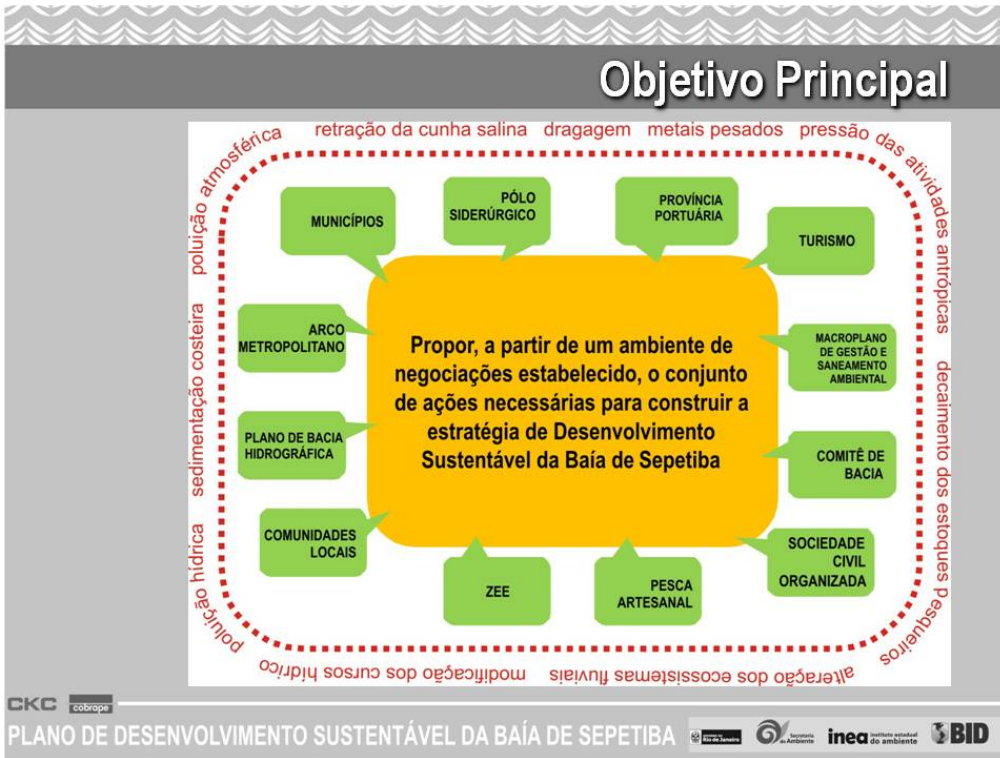 Objetivo Principal
poluição atmosférica
retração da cunha salina
dragagem
metais pesados
pressão das atividades antrópicas
decaimento dos estoques pesqueiros
alteração dos ecossistemas fluviais
modificação dos cursos hídrico
poluição hídrica
sedimentação costeira
MUNICÍPIOS
PÓLO
SIDERÚRGICO
PROVÍNCIA
PORTUÁRIA
TURISMO
ARCO
METROPOLITANO
MACROPLANO
DE GESTÃO E
SANEAMENTO
AMBIENTAL
Propor, a partir de um ambiente de
negociações estabelecido, o conjunto
de ações necessárias para construir a
estratégia de Desenvolvimento
Sustentável da Baía de Sepetiba
PLANO DE BACIA
HIDROGRÁFICA
COMITÊ DE
BACIA
COMUNIDADES
LOCAIS
ZEE
PESCA
ARTESANAL
SOCIEDADE
CIVIL
ORGANIZADA
CKC cobrape
PLANO DE DESENVOLVIMENTO SUSTENTÁVEL DA BAÍA DE SEPETIBA
Rio de Janeiro
Secretaria
do Ambiente
inea instituto estadual
do ambiente
BID